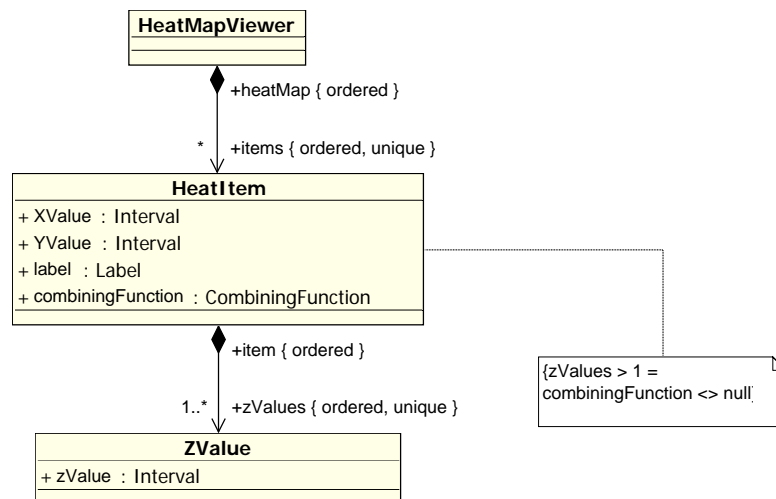 HeatMapViewer
+heatMap { ordered }
* +items { ordered, unique }
HeatItem
+ XValue : Interval
+ YValue : Interval
+ label : Label
+ combiningFunction : CombiningFunction
+item { ordered }
{zValues > 1 =
combiningFunction <> null}
1..* +zValues { ordered, unique }
ZValue
+ zValue : Interval